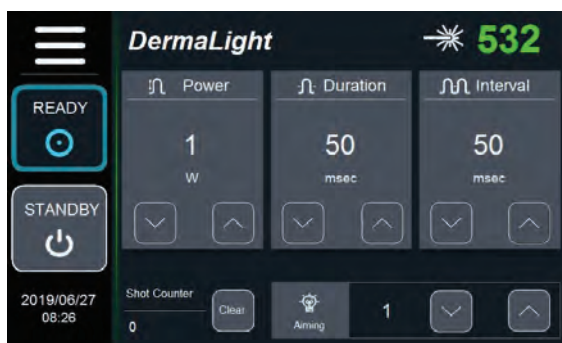 DermaLight
532
READY
STANDBY
2019/06/27
08:26
Power
1
W
Duration
50
msec
Interval
50
msec
Shot Counter
0
Clear
Aiming
1